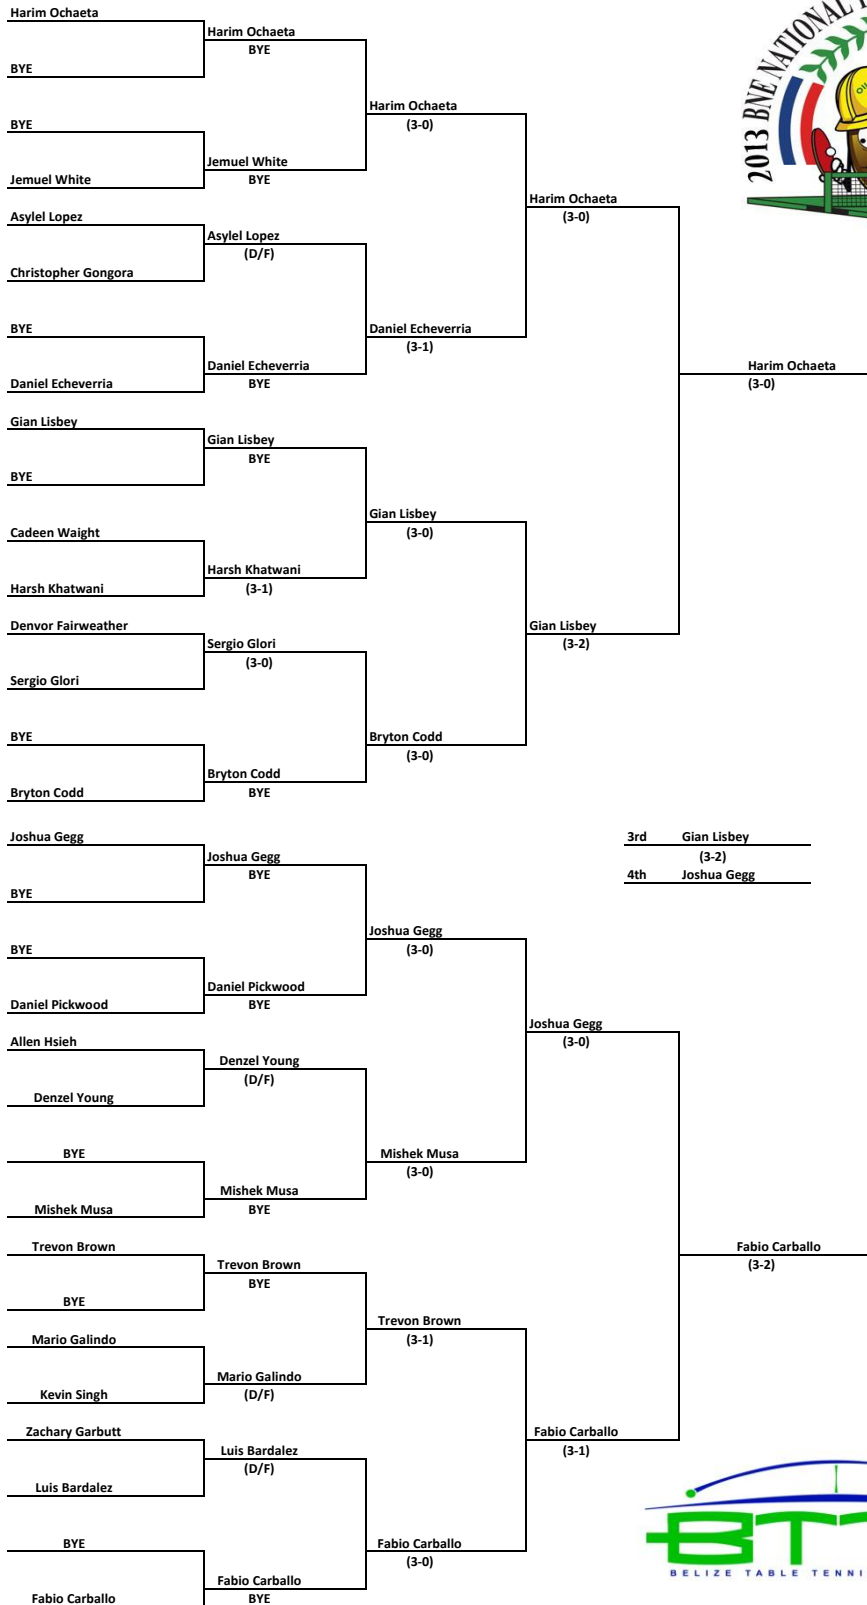 Harim Ochaeta
Harim Ochaeta
BYE
BYE
Harim Ochaeta
(3-0)
BYE
Jemuel White
BYE
Jemuel White
Harim Ochaeta
(3-0)
Asylel Lopez
Asylel Lopez
(D/F)
Christopher Gongora
BYE
Daniel Echeverria
(3-1)
Daniel Echeverria
BYE
Daniel Echeverria
Harim Ochaeta
(3-0)
Gian Lisbey
Gian Lisbey
BYE
BYE
Gian Lisbey
(3-0)
Cadeen Waight
Harsh Khatwani
(3-1)
Harsh Khatwani
Denvor Fairweather
Gian Lisbey
(3-2)
Sergio Glori
(3-0)
Sergio Glori
BYE
Bryton Codd
(3-0)
Bryton Codd
BYE
Bryton Codd
Joshua Gegg
Joshua Gegg
BYE
BYE
3rd Gian Lisbey
(3-2)
4th Joshua Gegg
Joshua Gegg
(3-0)
BYE
Daniel Pickwood
BYE
Daniel Pickwood
Joshua Gegg
(3-0)
Allen Hsieh
Denzel Young
(D/F)
Denzel Young
BYE
Mishek Musa
(3-0)
Mishek Musa
BYE
Mishek Musa
Trevon Brown
Fabio Carballo
(3-2)
Trevon Brown
BYE
BYE
Trevon Brown
(3-1)
Mario Galindo
Mario Galindo
(D/F)
Kevin Singh
Zachary Garbutt
Fabio Carballo
(3-1)
Luis Bardalez
(D/F)
Luis Bardalez
BYE
Fabio Carballo
(3-0)
Fabio Carballo
BYE
Fabio Carballo
2013 BNE NATIONAL
BELIZE TABLE